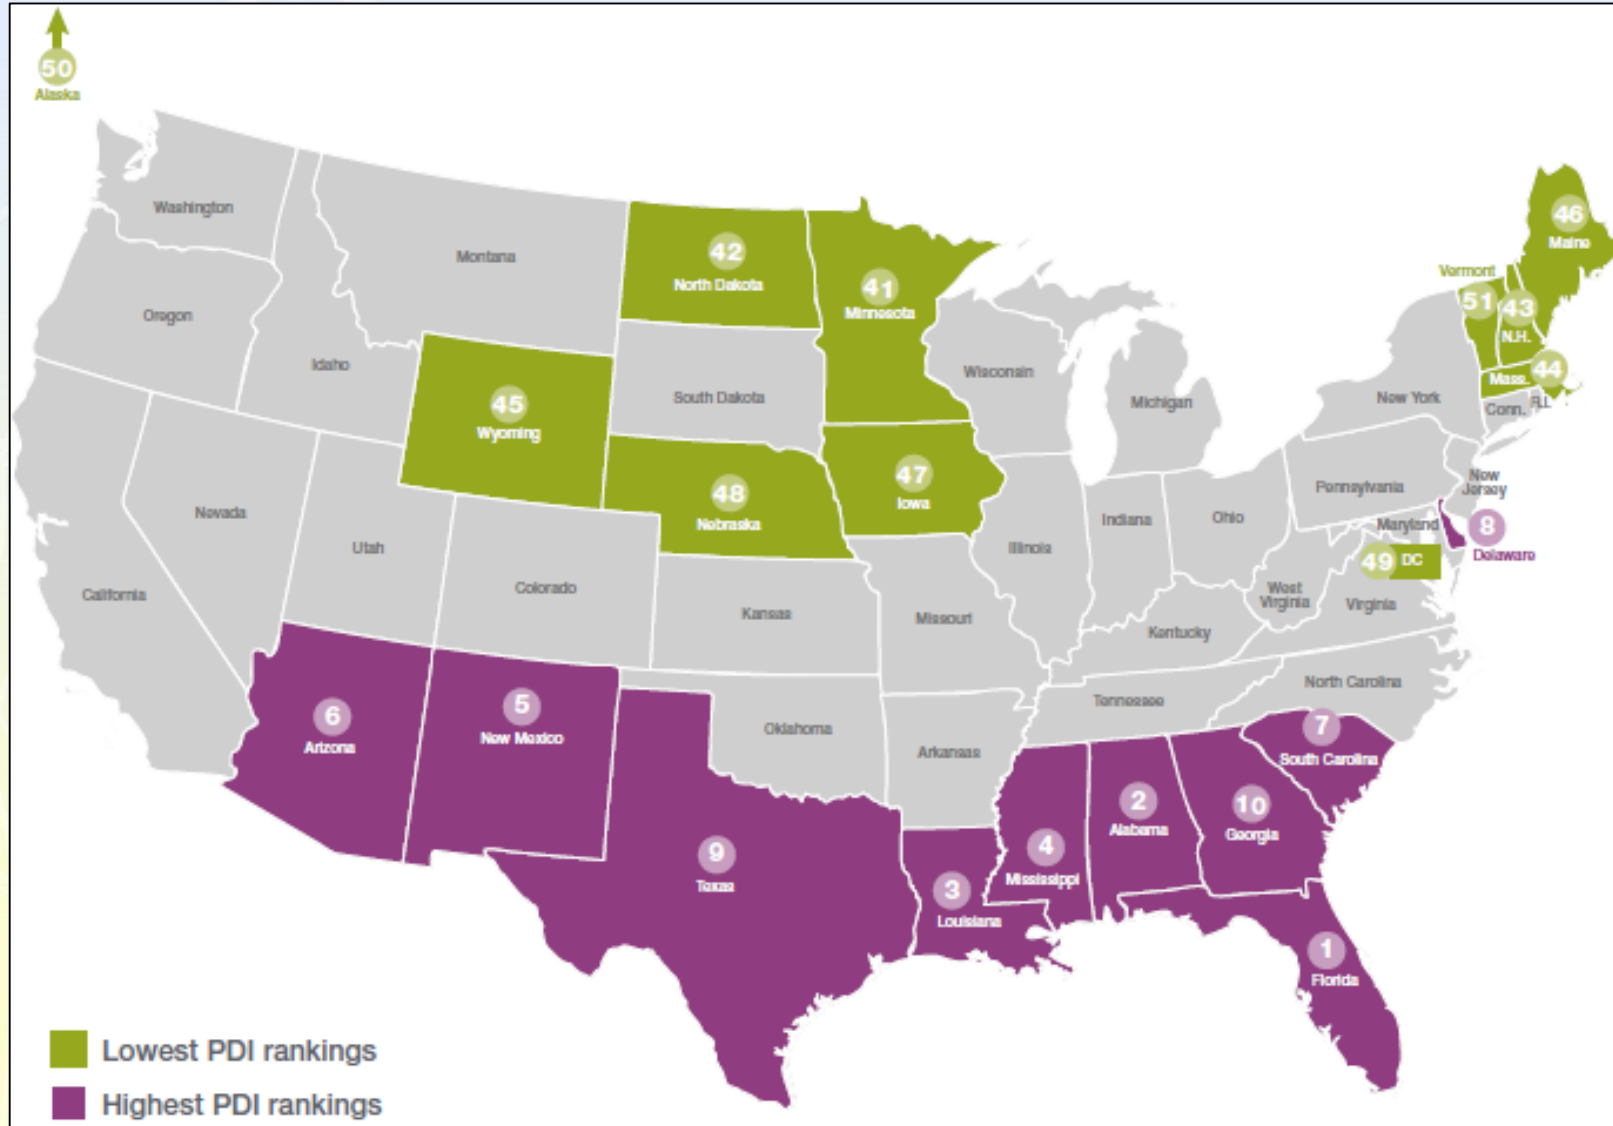 50
Alaska
Washington
Oregon
Idaho
Montana
42
North Dakota
41
Minnesota
Wisconsin
Michigan
New York
Vermont
51
43
N.H.
46
Maine
Mass.
44
Conn.
R.I.
45
Wyoming
South Dakota
48
Nebraska
47
Iowa
Illinois
Indiana
Ohio
Pennsylvania
New
Jersey
Maryland
8
Delaware
49 DC
West
Virginia
Virginia
California
Nevada
Utah
Colorado
Kansas
Missouri
Kentucky
North Carolina
Tennessee
Oklahoma
Arkansas
6
Arizona
5
New Mexico
9
Texas
3
Louisiana
4
Mississippi
2
Alabama
10
Georgia
7
South Carolina
1
Florida
Lowest PDI rankings
Highest PDI rankings